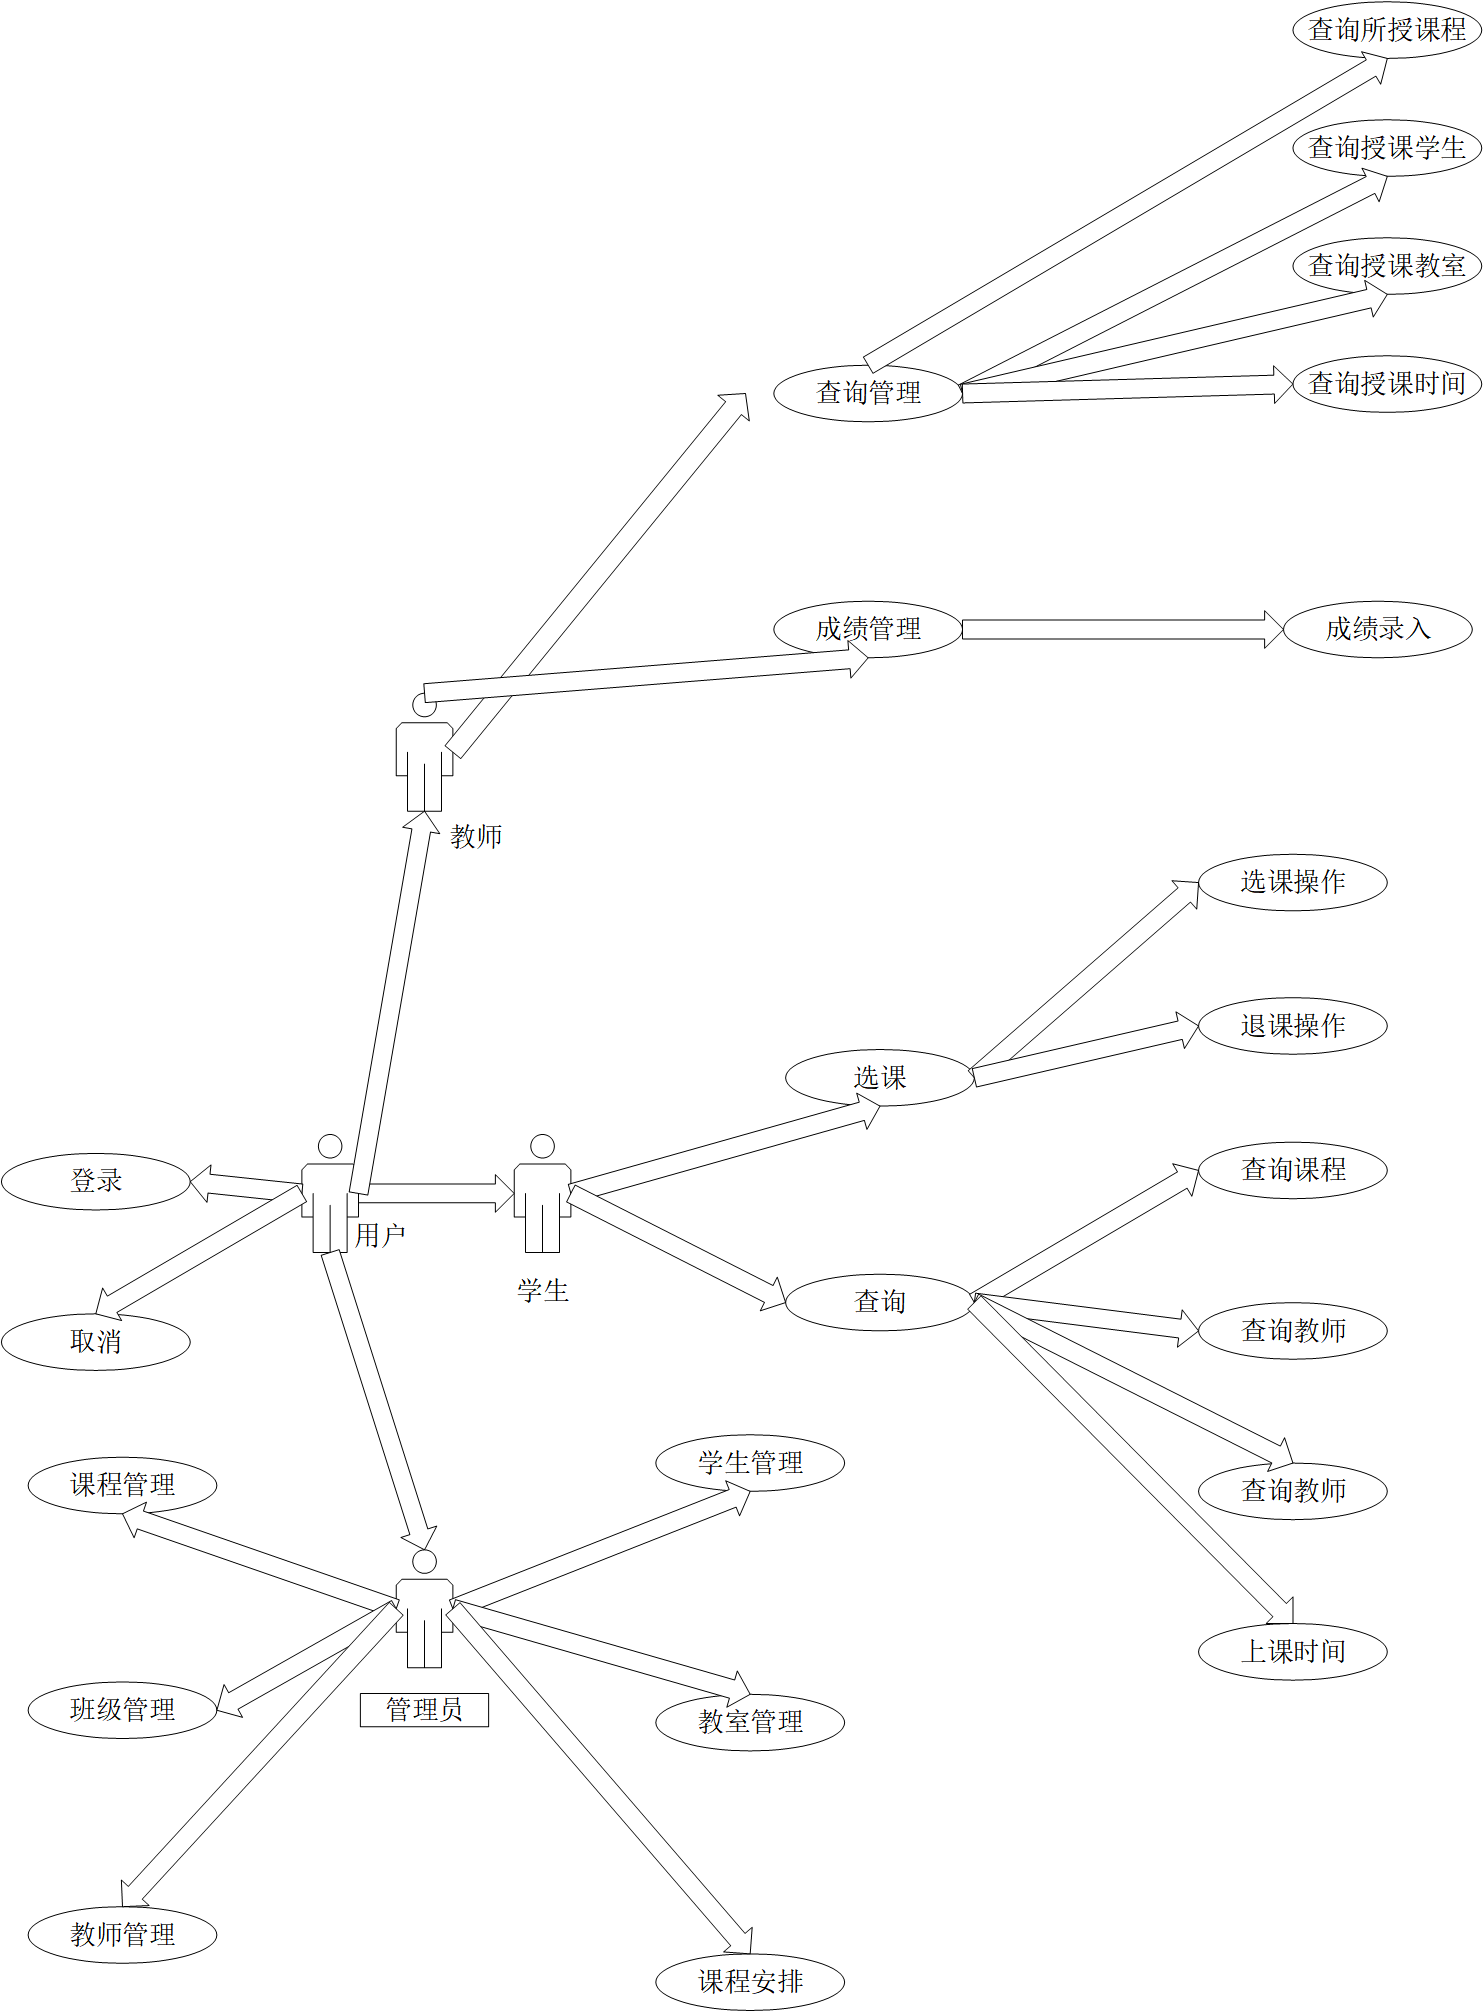 查询所授课程
查询授课学生
查询授课教室
查询授课时间
查询管理
成绩管理
成绩录入
教师
选课操作
退课操作
选课
查询课程
登录
用户
学生
查询
查询教师
取消
学生管理
课程管理
查询教师
上课时间
班级管理
管理员
教室管理
教师管理
课程安排